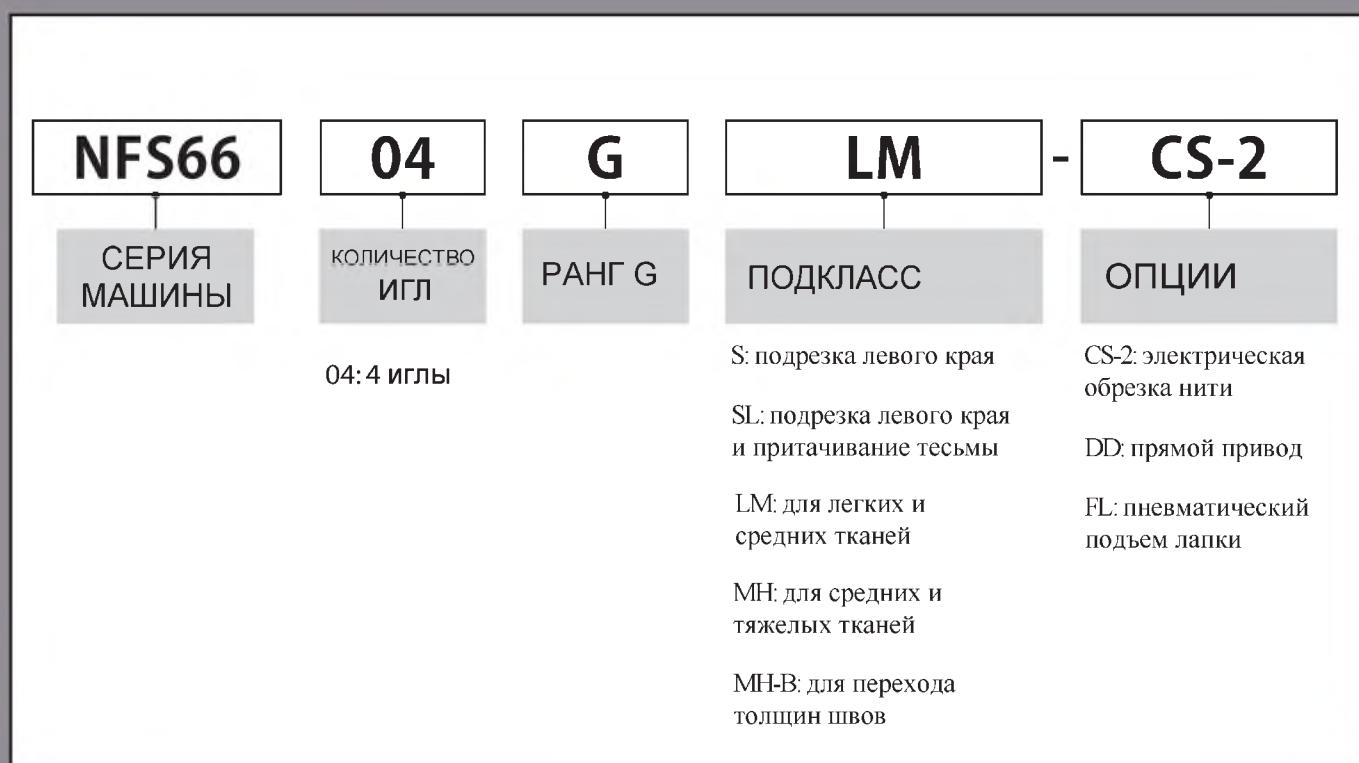 NFS66 04 G LM - CS-2
СЕРИЯ
МАШИНЫ
КОЛИЧЕСТВО
ИГЛ
РАНГ G
ПОДКЛАСС
ОПЦИИ
04: 4 иглы
S: подрезка левого края
SL: подрезка левого края
и притачивание тесьмы
LM: для легких и
средних тканей
MH: для средних и
тяжелых тканей
MH-B: для перехода
толщин швов
CS-2: электрическая
обрезка нити
DD: прямой привод
FL: пневматический
подъем лапки